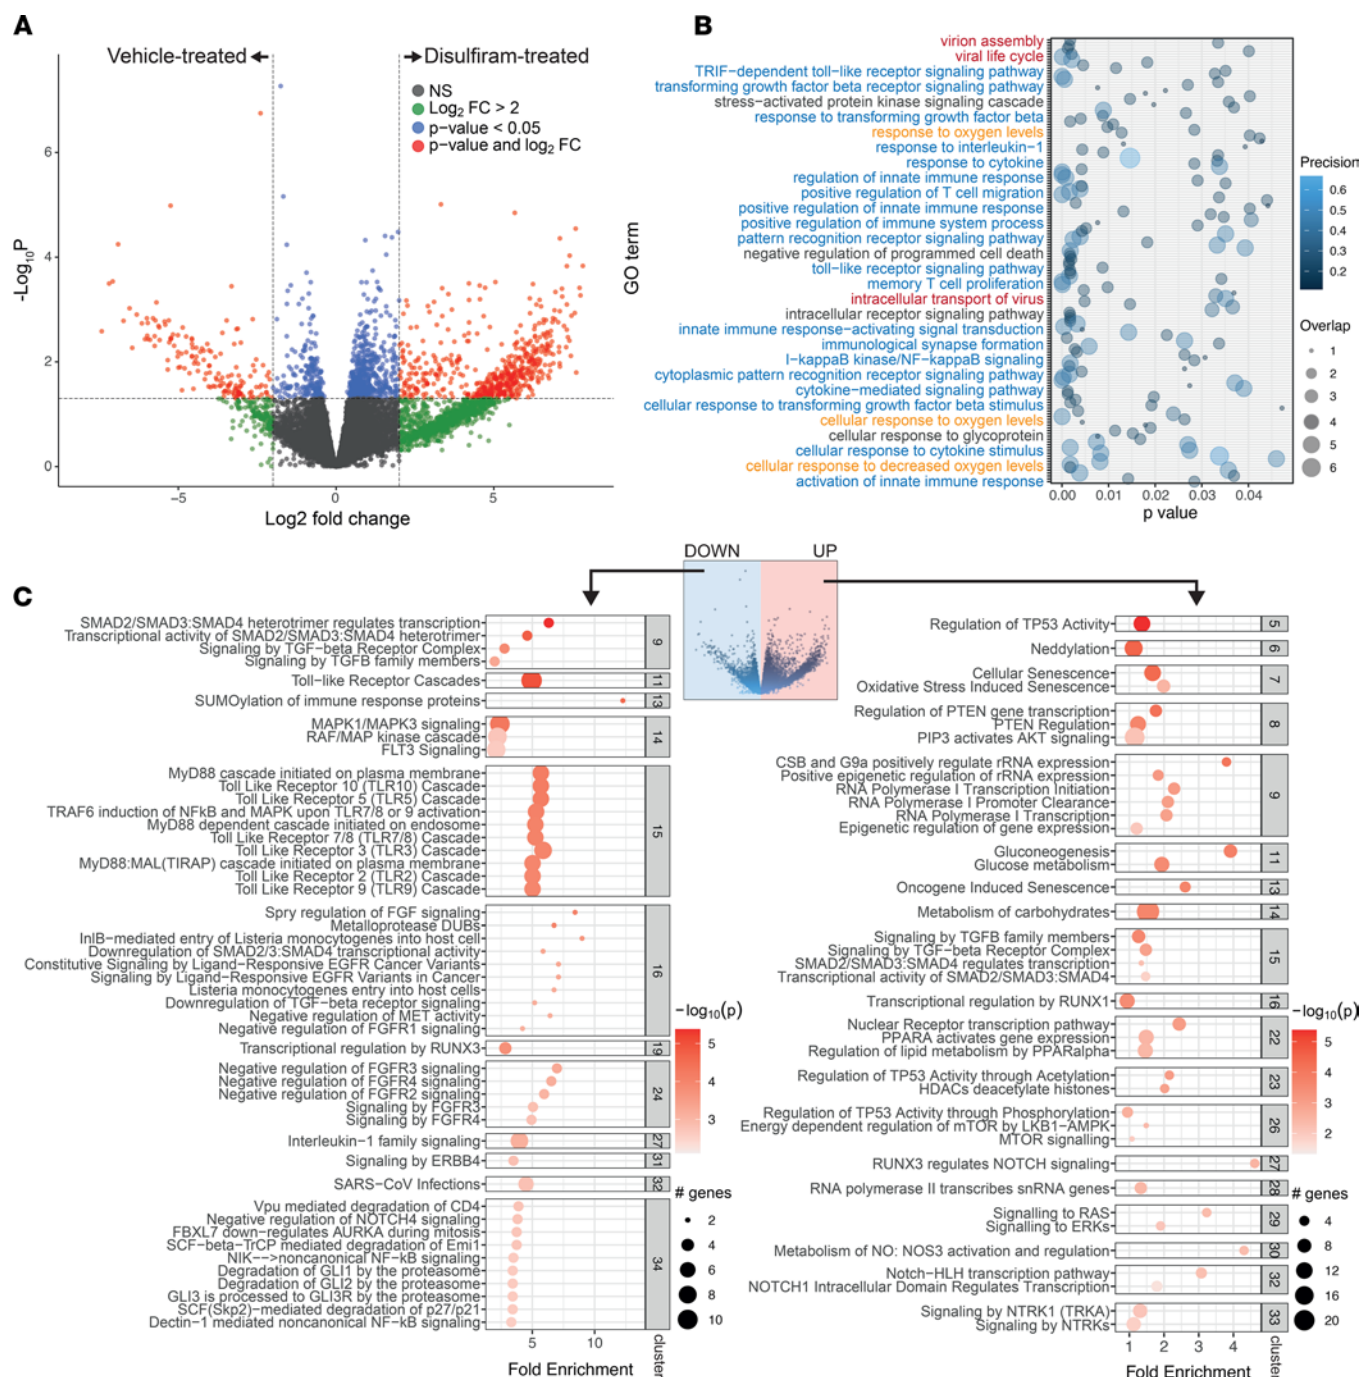 A
Vehicle-treated
Disulfiram-treated
NS
Log2 FC > 2
p-value < 0.05
p-value and log2 FC
-Log10P
6
4
2
0
−5
0
5
Log2 fold change
B
GO term
virion assembly
viral life cycle
TRIF−dependent toll−like receptor signaling pathway
transforming growth factor beta receptor signaling pathway
stress−activated protein kinase signaling cascade
response to transforming growth factor beta
response to oxygen levels
response to interleukin−1
response to cytokine
regulation of innate immune response
positive regulation of T cell migration
positive regulation of innate immune response
positive regulation of immune system process
pattern recognition receptor signaling pathway
negative regulation of programmed cell death
toll−like receptor signaling pathway
memory T cell proliferation
intracellular transport of virus
intracellular receptor signaling pathway
innate immune response−activating signal transduction
immunological synapse formation
I−kappaB kinase/NF−kappaB signaling
cytoplasmic pattern recognition receptor signaling pathway
cytokine−mediated signaling pathway
cellular response to transforming growth factor beta stimulus
cellular response to oxygen levels
cellular response to glycoprotein
cellular response to cytokine stimulus
cellular response to decreased oxygen levels
activation of innate immune response
0.00 0.01 0.02 0.03 0.04
p value
Precision
0.6
0.5
0.4
0.3
0.2
Overlap
1
2
3
4
5
6
C
DOWN
UP
SMAD2/SMAD3:SMAD4 heterotrimer regulates transcription
Transcriptional activity of SMAD2/SMAD3:SMAD4 heterotrimer
Signaling by TGF−beta Receptor Complex
Signaling by TGFB family members
9
Toll−like Receptor Cascades
11
SUMOylation of immune response proteins
13
MAPK1/MAPK3 signaling
RAF/MAP kinase cascade
FLT3 Signaling
14
MyD88 cascade initiated on plasma membrane
Toll Like Receptor 10 (TLR10) Cascade
Toll Like Receptor 5 (TLR5) Cascade
TRAF6 induction of NFkB and MAPK upon TLR7/8 or 9 activation
MyD88 dependent cascade initiated on endosome
Toll Like Receptor 7/8 (TLR7/8) Cascade
Toll Like Receptor 3 (TLR3) Cascade
MyD88:MAL(TIRAP) cascade initiated on plasma membrane
Toll Like Receptor 2 (TLR2) Cascade
Toll Like Receptor 9 (TLR9) Cascade
15
Spry regulation of FGF signaling
Metalloprotease DUBs
InlB−mediated entry of Listeria monocytogenes into host cell
Downregulation of SMAD2/3:SMAD4 transcriptional activity
Constitutive Signaling by Ligand−Responsive EGFR Cancer Variants
Signaling by Ligand−Responsive EGFR Variants in Cancer
Listeria monocytogenes entry into host cells
Downregulation of TGF−beta receptor signaling
Negative regulation of MET activity
Negative regulation of FGFR1 signaling
16
Transcriptional regulation by RUNX3
19
Negative regulation of FGFR3 signaling
Negative regulation of FGFR4 signaling
Negative regulation of FGFR2 signaling
Signaling by FGFR3
Signaling by FGFR4
24
Interleukin−1 family signaling
27
Signaling by ERBB4
31
SARS−CoV Infections
32
Vpu mediated degradation of CD4
Negative regulation of NOTCH4 signaling
FBXL7 down−regulates AURKA during mitosis
SCF−beta−TrCP mediated degradation of Emi1
NIK−−>noncanonical NF−kB signaling
Degradation of GLI1 by the proteasome
Degradation of GLI2 by the proteasome
GLI3 is processed to GLI3R by the proteasome
SCF(Skp2)−mediated degradation of p27/p21
Dectin−1 mediated noncanonical NF−kB signaling
34
5 10
Fold Enrichment
cluster
−log10(p)
5
4
3
# genes
2
4
6
8
10
Regulation of TP53 Activity
5
Neddylation
6
Cellular Senescence
Oxidative Stress Induced Senescence
7
Regulation of PTEN gene transcription
PTEN Regulation
PIP3 activates AKT signaling
8
CSB and G9a positively regulate rRNA expression
Positive epigenetic regulation of rRNA expression
RNA Polymerase I Transcription Initiation
RNA Polymerase I Promoter Clearance
RNA Polymerase I Transcription
Epigenetic regulation of gene expression
9
Gluconeogenesis
Glucose metabolism
11
Oncogene Induced Senescence
13
Metabolism of carbohydrates
14
Signaling by TGFB family members
Signaling by TGF−beta Receptor Complex
SMAD2/SMAD3:SMAD4 regulates transcription
Transcriptional activity of SMAD2/SMAD3:SMAD4
15
Transcriptional regulation by RUNX1
16
Nuclear Receptor transcription pathway
PPARA activates gene expression
Regulation of lipid metabolism by PPARalpha
22
Regulation of TP53 Activity through Acetylation
HDACs deacetylate histones
23
Regulation of TP53 Activity through Phosphorylation
Energy dependent regulation of mTOR by LKB1−AMPK
MTOR signalling
26
RUNX3 regulates NOTCH signaling
27
RNA polymerase II transcribes snRNA genes
28
Signalling to RAS
Signalling to ERKs
29
Metabolism of NO: NOS3 activation and regulation
30
Notch−HLH transcription pathway
NOTCH1 Intracellular Domain Regulates Transcription
32
Signaling by NTRK1 (TRKA)
Signaling by NTRKs
33
1 2 3 4
Fold Enrichment
cluster
−log10(p)
5
4
3
2
# genes
4
8
12
16
20